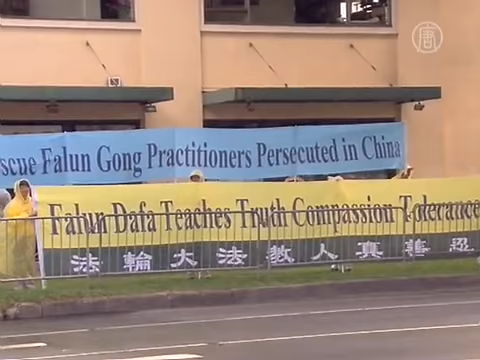 唐
scue Falun Gong Practitioners Persecuted in China
Falun Dafa Teaches Truth Compassion Tolerance
法輪大法教人真善忍